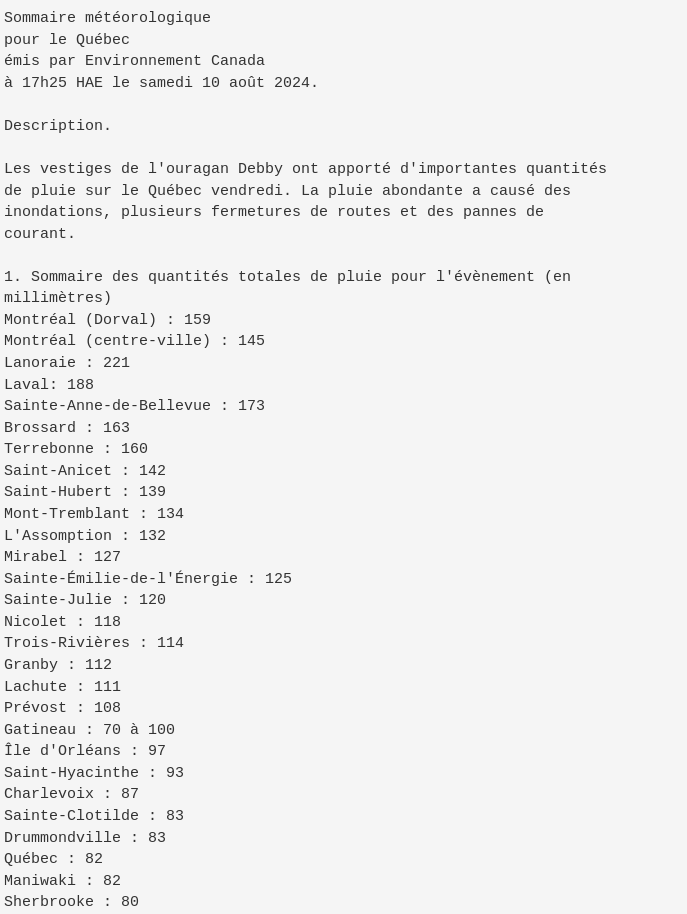 Sommaire météorologique
pour le Québec
émis par Environnement Canada
à 17h25 HAE le samedi 10 août 2024.
Description.
Les vestiges de l'ouragan Debby ont apporté d'importantes quantités
de pluie sur le Québec vendredi. La pluie abondante a causé des
inondations, plusieurs fermetures de routes et des pannes de
courant.
1. Sommaire des quantités totales de pluie pour l'évènement (en
millimètres)
Montréal (Dorval) : 159
Montréal (centre-ville) : 145
Lanoraie : 221
Laval: 188
Sainte-Anne-de-Bellevue : 173
Brossard : 163
Terrebonne : 160
Saint-Anicet : 142
Saint-Hubert : 139
Mont-Tremblant : 134
L'Assomption : 132
Mirabel : 127
Sainte-Émilie-de-l'Énergie : 125
Sainte-Julie : 120
Nicolet : 118
Trois-Rivières : 114
Granby : 112
Lachute : 111
Prévost : 108
Gatineau : 70 à 100
Île d'Orléans : 97
Saint-Hyacinthe : 93
Charlevoix : 87
Sainte-Clotilde : 83
Drummondville : 83
Québec : 82
Maniwaki : 82
Sherbrooke : 80